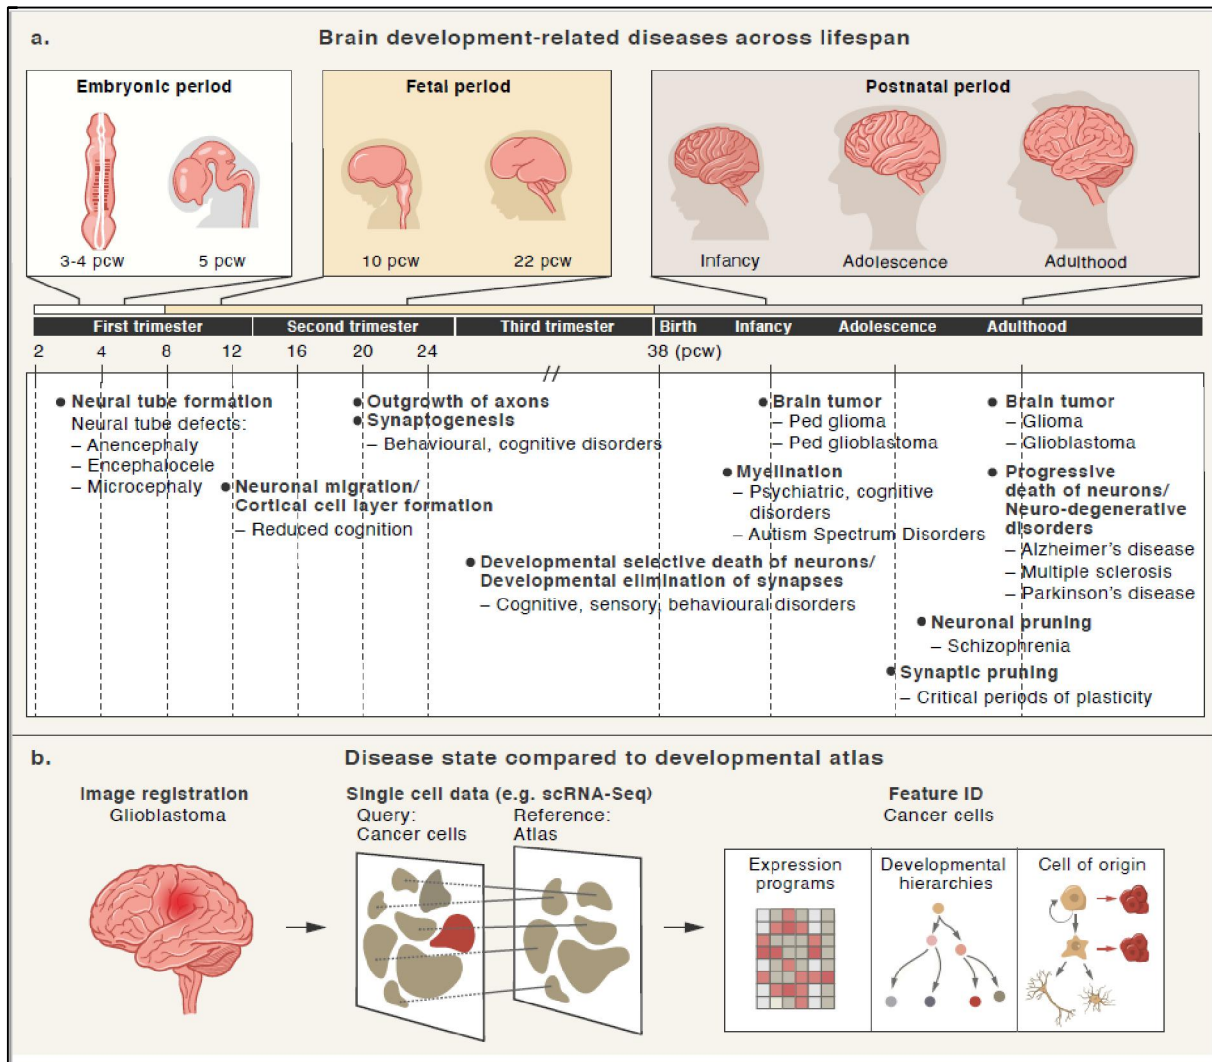 a.
Brain development-related diseases across lifespan
Embryonic period
Fetal period
Postnatal period
3-4 pcw
5 pcw
10 pcw
22 pcw
Infancy
Adolescence
Adulthood
First trimester
Second trimester
Third trimester
Birth
Infancy
Adolescence
Adulthood
2
4
8
12
16
20
24
38 (pcw)
//
● Neural tube formation
Neural tube defects:
– Anencephaly
– Encephalocele
– Microcephaly
● Neuronal migration/
Cortical cell layer formation
– Reduced cognition
● Outgrowth of axons
● Synaptogenesis
– Behavioural, cognitive disorders
● Developmental selective death of neurons/
Developmental elimination of synapses
– Cognitive, sensory, behavioural disorders
● Brain tumor
– Ped glioma
– Ped glioblastoma
● Myelination
– Psychiatric, cognitive
disorders
– Autism Spectrum Disorders
● Brain tumor
– Glioma
– Glioblastoma
● Progressive
death of neurons/
Neuro-degenerative
disorders
– Alzheimer's disease
– Multiple sclerosis
– Parkinson's disease
● Neuronal pruning
– Schizophrenia
● Synaptic pruning
– Critical periods of plasticity
b.
Disease state compared to developmental atlas
Image registration
Glioblastoma
Single cell data (e.g. scRNA-Seq)
Query:
Cancer cells
Reference:
Atlas
Feature ID
Cancer cells
Expression
programs
Developmental
hierarchies
Cell of origin